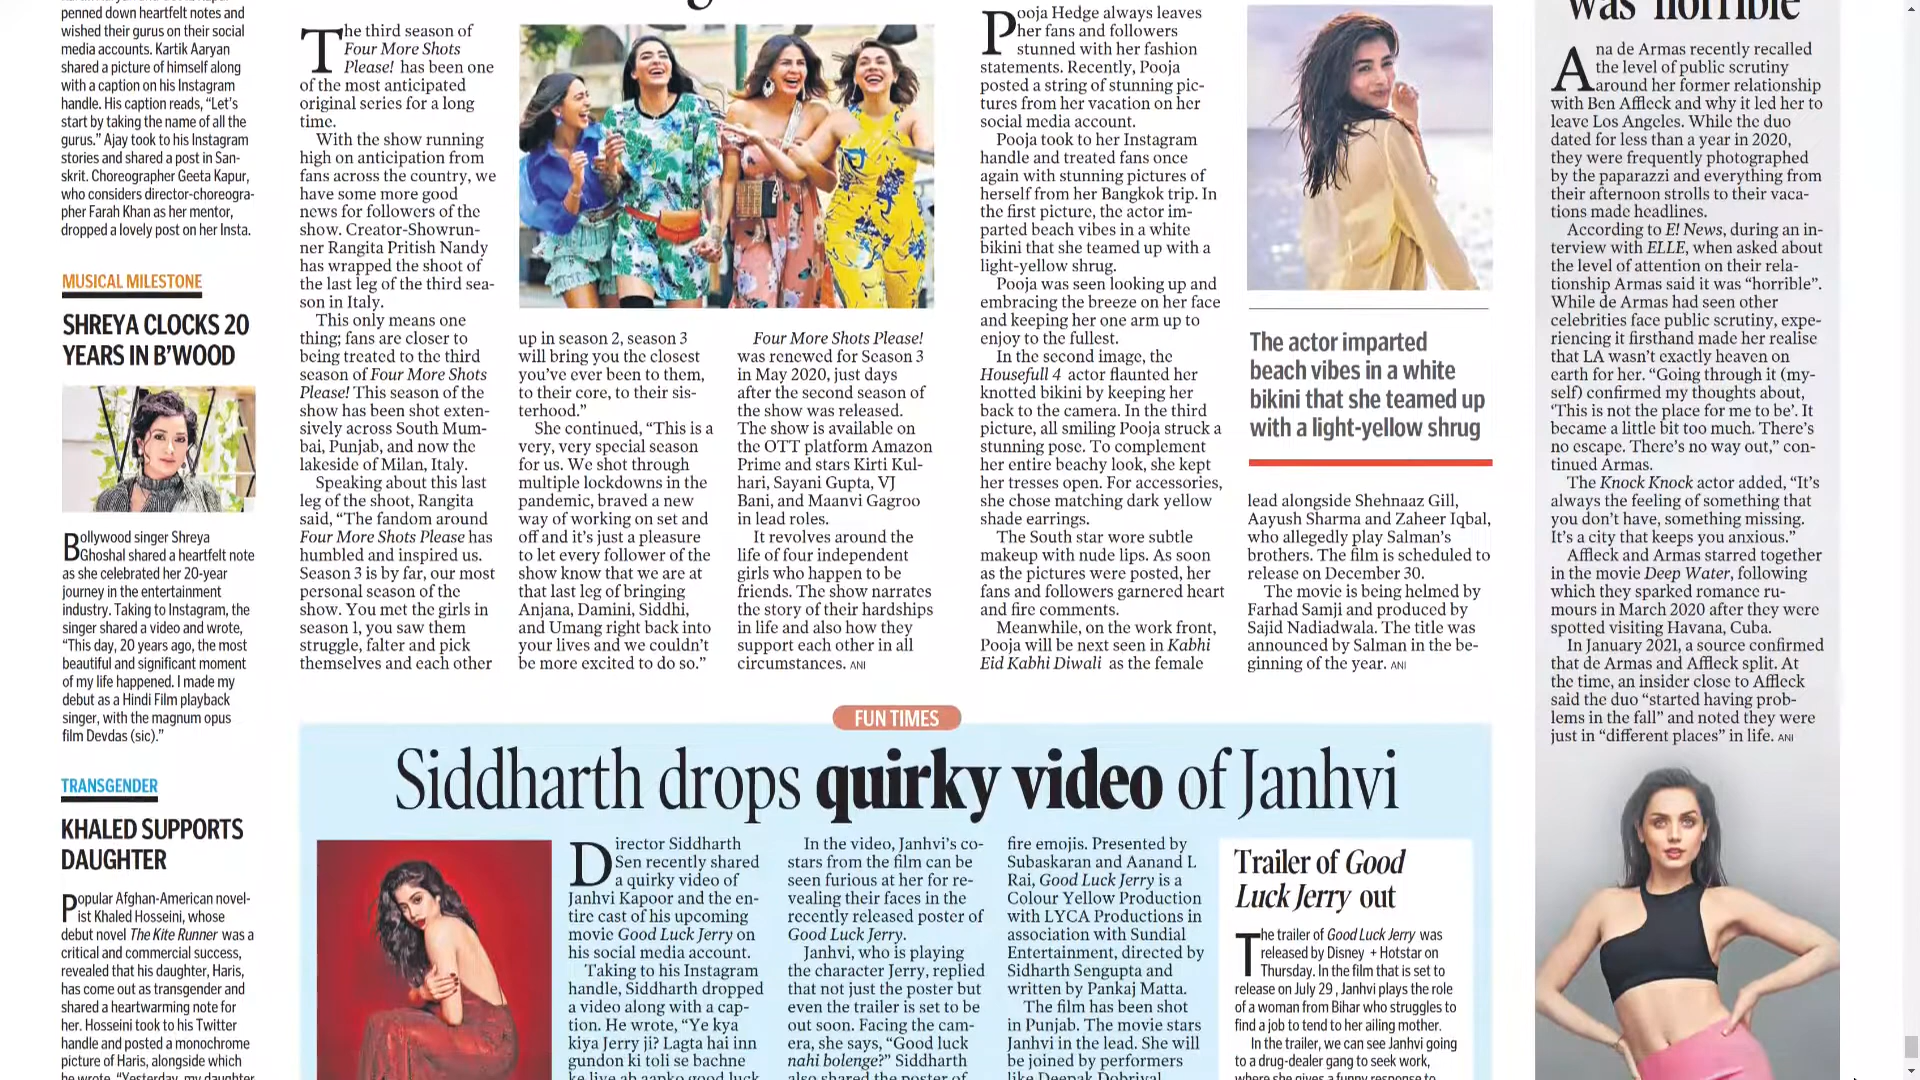 penned down heartfelt notes and
wished their gurus on their social
media accounts. Kartik Aaryan
shared a picture of himself along
with a caption on his Instagram
handle. His caption reads, “Let’s
start by taking the name of all the
gurus.” Ajay took to his Instagram
stories and shared a post in San-
skrit. Choreographer Geeta Kapur,
who considers director-choreogra-
pher Farah Khan as her mentor,
dropped a lovely post on her Insta.
MUSICAL MILESTONE
SHREYA CLOCKS 20
YEARS IN B’WOOD
Bollywood singer Shreya
Ghoshal shared a heartfelt note
as she celebrated her 20-year
journey in the entertainment
industry. Taking to Instagram, the
singer shared a video and wrote,
“This day, 20 years ago, the most
beautiful and significant moment
of my life happened. I made my
debut as a Hindi Film playback
singer, with the magnum opus
film Devdas (sic).”
TRANSGENDER
KHALED SUPPORTS
DAUGHTER
Popular Afghan-American novel-
ist Khaled Hosseini, whose
debut novel The Kite Runner was a
critical and commercial success,
revealed that his daughter, Haris,
has come out as transgender and
shared a heartwarming note for
her. Hosseini took to his Twitter
handle and posted a monochrome
picture of Haris, alongside which
he wrote, “Yesterday, my daughter
The third season of
Four More Shots
Please! has been one
of the most anticipated
original series for a long
time.
With the show running
high on anticipation from
fans across the country, we
have some more good
news for followers of the
show. Creator-Showrun-
ner Rangita Pritish Nandy
has wrapped the shoot of
the last leg of the third sea-
son in Italy.
This only means one
thing; fans are closer to
being treated to the third
season of Four More Shots
Please! This season of the
show has been shot exten-
sively across South Mum-
bai, Punjab, and now the
lakeside of Milan, Italy.
Speaking about this last
leg of the shoot, Rangita
said, “The fandom around
Four More Shots Please has
humbled and inspired us.
Season 3 is by far, our most
personal season of the
show. You met the girls in
season 1, you saw them
struggle, falter and pick
themselves and each other
up in season 2, season 3
will bring you the closest
you’ve ever been to them,
to their core, to their sis-
terhood.”
She continued, “This is a
very, very special season
for us. We shot through
multiple lockdowns in the
pandemic, braved a new
way of working on set and
off and it’s just a pleasure
to let every follower of the
show know that we are at
that last leg of bringing
Anjana, Damini, Siddhi,
and Umang right back into
your lives and we couldn’t
be more excited to do so.”
Four More Shots Please!
was renewed for Season 3
in May 2020, just days
after the second season of
the show was released.
The show is available on
the OTT platform Amazon
Prime and stars Kirti Kul-
hari, Sayani Gupta, VJ
Bani, and Maanvi Gagroo
in lead roles.
It revolves around the
life of four independent
girls who happen to be
friends. The show narrates
the story of their hardships
in life and also how they
support each other in all
circumstances. ANI
Pooja Hedge always leaves
her fans and followers
stunned with her fashion
statements. Recently, Pooja
posted a string of stunning pic-
tures from her vacation on her
social media account.
Pooja took to her Instagram
handle and treated fans once
again with stunning pictures of
herself from her Bangkok trip. In
the first picture, the actor im-
parted beach vibes in a white
bikini that she teamed up with a
light-yellow shrug.
Pooja was seen looking up and
embracing the breeze on her face
and keeping her one arm up to
enjoy to the fullest.
In the second image, the
Housefull 4 actor flaunted her
knotted bikini by keeping her
back to the camera. In the third
picture, all smiling Pooja struck a
stunning pose. To complement
her entire beachy look, she kept
her tresses open. For accessories,
she chose matching dark yellow
shade earrings.
The South star wore subtle
makeup with nude lips. As soon
as the pictures were posted, her
fans and followers garnered heart
and fire comments.
Meanwhile, on the work front,
Pooja will be next seen in Kabhi
Eid Kabhi Diwali as the female
The actor imparted
beach vibes in a white
bikini that she teamed up
with a light-yellow shrug
lead alongside Shehnaaz Gill,
Aayush Sharma and Zaheer Iqbal,
who allegedly play Salman’s
brothers. The film is scheduled to
release on December 30.
The movie is being helmed by
Farhad Samji and produced by
Sajid Nadiadwala. The title was
announced by Salman in the be-
ginning of the year. ANI
was ‘horrible’
Ana de Armas recently recalled
the level of public scrutiny
around her former relationship
with Ben Affleck and why it led her to
leave Los Angeles. While the duo
dated for less than a year in 2020,
they were frequently photographed
by the paparazzi and everything from
their afternoon strolls to their vaca-
tions made headlines.
According to E! News, during an in-
terview with ELLE, when asked about
the level of attention on their rela-
tionship Armas said it was “horrible”.
While de Armas had seen other
celebrities face public scrutiny, expe-
riencing it firsthand made her realise
that LA wasn’t exactly heaven on
earth for her. “Going through it (my-
self) confirmed my thoughts about,
‘This is not the place for me to be’. It
became a little bit too much. There’s
no escape. There’s no way out,” con-
tinued Armas.
The Knock Knock actor added, “It’s
always the feeling of something that
you don’t have, something missing.
It’s a city that keeps you anxious.”
Affleck and Armas starred together
in the movie Deep Water, following
which they sparked romance ru-
mours in March 2020 after they were
spotted visiting Havana, Cuba.
In January 2021, a source confirmed
that de Armas and Affleck split. At
the time, an insider close to Affleck
said the duo “started having prob-
lems in the fall” and noted they were
just in “different places” in life. ANI
FUN TIMES
Siddharth drops quirky video of Janhvi
Director Siddharth
Sen recently shared
a quirky video of
Janhvi Kapoor and the en-
tire cast of his upcoming
movie Good Luck Jerry on
his social media account.
Taking to his Instagram
handle, Siddharth dropped
a video along with a cap-
tion. He wrote, “Ye kya
kiya Jerry ji? Lagta hai inn
gundon ki toli se bachne
ke liye ab aapko good luck
In the video, Janhvi’s co-
stars from the film can be
seen furious at her for re-
vealing their faces in the
recently released poster of
Good Luck Jerry.
Janhvi, who is playing
the character Jerry, replied
that not just the poster but
even the trailer is set to be
out soon. Facing the cam-
era, she says, “Good luck
nahi bolenge?” Siddharth
also shared the poster of
fire emojis. Presented by
Subaskaran and Aanand L
Rai, Good Luck Jerry is a
Colour Yellow Production
with LYCA Productions in
association with Sundial
Entertainment, directed by
Sidharth Sengupta and
written by Pankaj Matta.
The film has been shot
in Punjab. The movie stars
Janhvi in the lead. She will
be joined by performers
like Deepak Dobriyal,
Trailer of Good
Luck Jerry out
The trailer of Good Luck Jerry was
released by Disney + Hotstar on
Thursday. In the film that is set to
release on July 29 , Janhvi plays the role
of a woman from Bihar who struggles to
find a job to tend to her ailing mother.
In the trailer, we can see Janhvi going
to a drug-dealer gang to seek work,
where she gives a funny response to